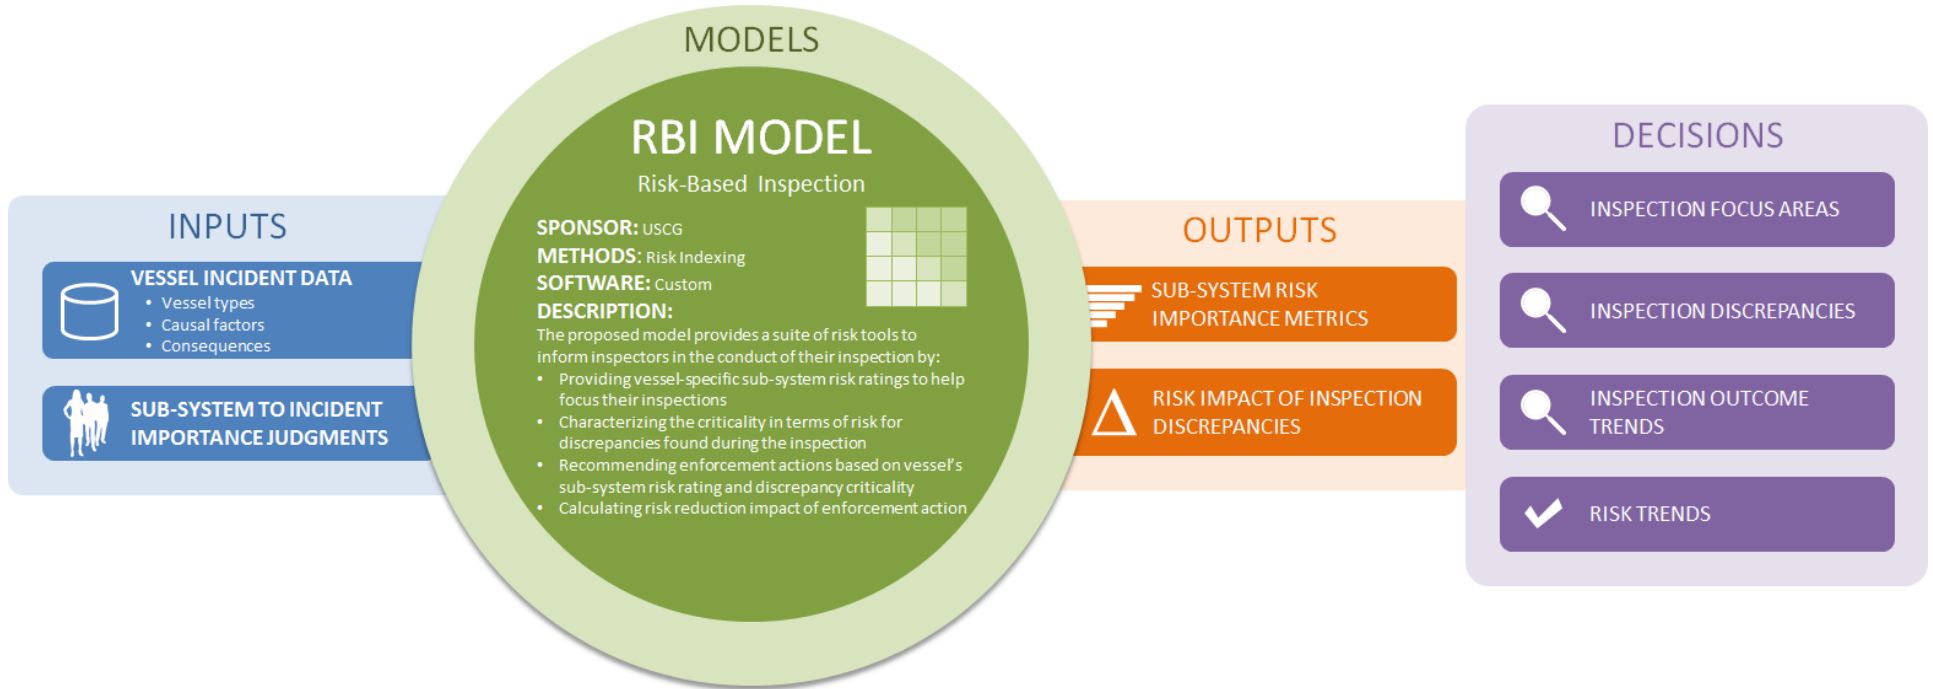 MODELS
RBI MODEL
Risk-Based Inspection
SPONSOR: USCG
METHODS: Risk Indexing
SOFTWARE: Custom
DESCRIPTION:
The proposed model provides a suite of risk tools to
inform inspectors in the conduct of their inspection by:
• Providing vessel-specific sub-system risk ratings to help
focus their inspections
• Characterizing the criticality in terms of risk for
discrepancies found during the inspection
• Recommending enforcement actions based on vessel's
sub-system risk rating and discrepancy criticality
• Calculating risk reduction impact of enforcement action
INPUTS
VESSEL INCIDENT DATA
• Vessel types
• Causal factors
• Consequences
SUB-SYSTEM TO INCIDENT
IMPORTANCE JUDGMENTS
OUTPUTS
SUB-SYSTEM RISK
IMPORTANCE METRICS
Δ
RISK IMPACT OF INSPECTION
DISCREPANCIES
DECISIONS
INSPECTION FOCUS AREAS
INSPECTION DISCREPANCIES
INSPECTION OUTCOME
TRENDS
RISK TRENDS